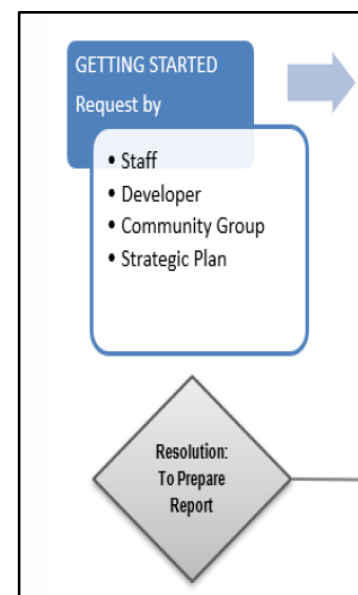 GETTING STARTED
Request by
• Staff
• Developer
• Community Group
• Strategic Plan
Resolution:
To Prepare
Report